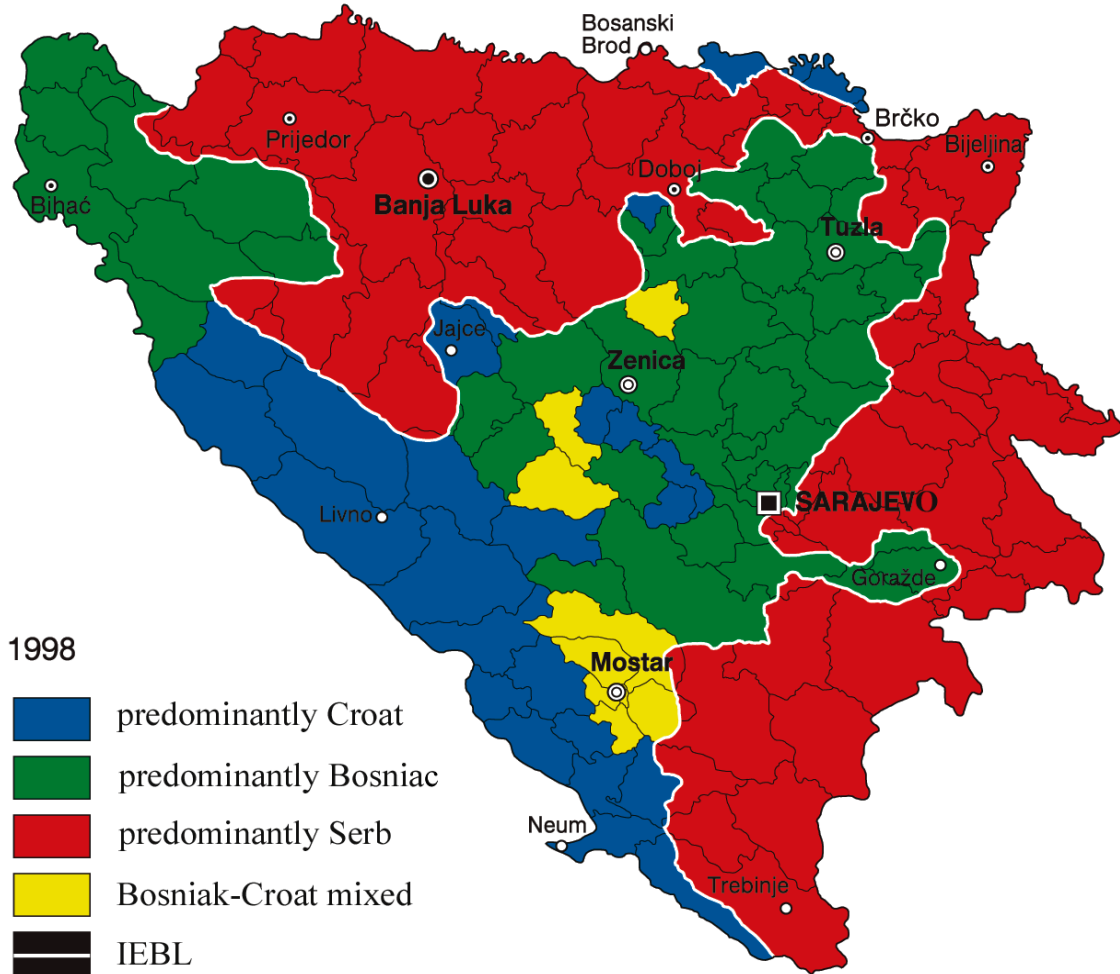 Bosanski
Brod
Brčko
Prijedor
Bijeljina
Doboj
Bihać
Banja Luka
Tuzla
Jajce
Zenica
Livno
SARAJEVO
Goražde
1998
Mostar
predominantly Croat
predominantly Bosniac
predominantly Serb
Neum
Trebinje
Bosniak-Croat mixed
IEBL